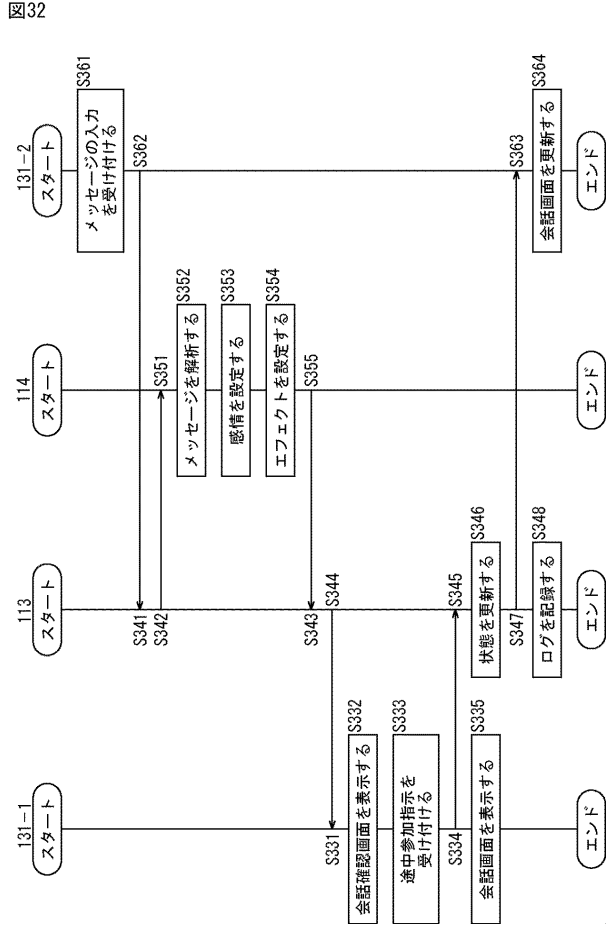 図32
131-1
スタート
S331
S332
会話確認画面を表示する
S333
途中参加指示を
受け付ける
S334
S335
会話画面を表示する
エンド
113
スタート
S341
S342
S343
S344
S345
S346
状態を更新する
S347
S348
ログを記録する
エンド
114
スタート
S351
S352
メッセージを解析する
S353
感情を設定する
S354
エフェクトを設定する
S355
エンド
131-2
スタート
S361
メッセージの入力
を受け付ける
S362
S363
S364
会話画面を更新する
エンド